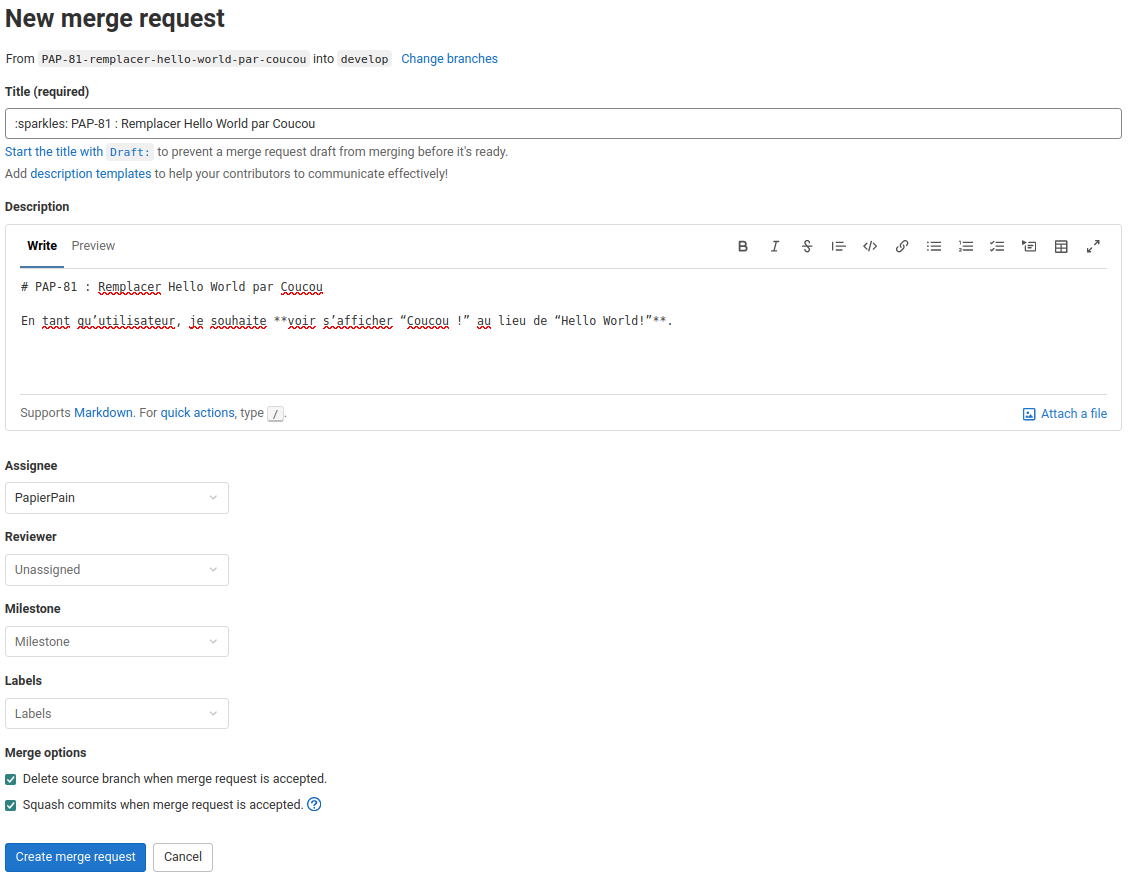 New merge request
From PAP-81-remplacer-hello-world-par-coucou into develop Change branches
Title (required)
:sparkles: PAP-81 : Remplacer Hello World par Coucou
Start the title with Draft: to prevent a merge request draft from merging before it's ready.
Add description templates to help your contributors to communicate effectively!
Description
Write Preview
# PAP-81 : Remplacer Hello World par Coucou
En tant qu’utilisateur, je souhaite **voir s’afficher “Coucou !” au lieu de “Hello World!”**.
Supports Markdown. For quick actions, type /. Attach a file
Assignee
PapierPain
Reviewer
Unassigned
Milestone
Milestone
Labels
Labels
Merge options
Delete source branch when merge request is accepted.
Squash commits when merge request is accepted.
Create merge request Cancel